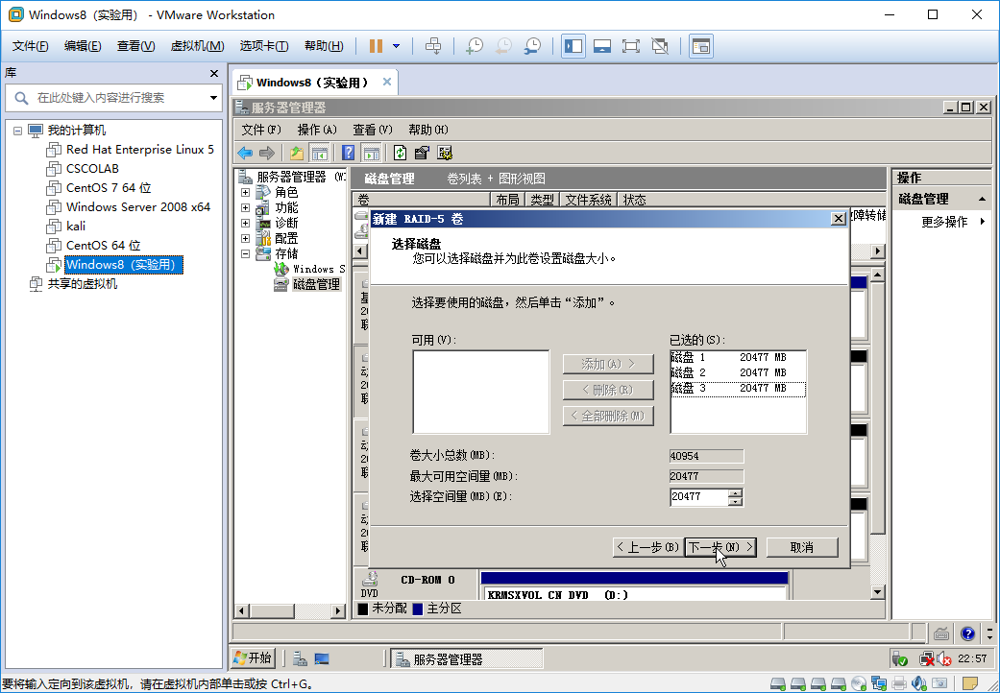 Windows8（实验用） - VMware Workstation
文件(F) 编辑(E) 查看(V) 虚拟机(M) 选项卡(T) 帮助(H)
库
在此处键入内容进行搜索
我的计算机
Red Hat Enterprise Linux 5
CSCOLAB
CentOS 7 64 位
Windows Server 2008 x64
kali
CentOS 64 位
Windows8（实验用）
共享的虚拟机
Windows8（实验用）
服务器管理器
文件(F) 操作(A) 查看(V) 帮助(H)
服务器管理器 (W
角色
功能
诊断
配置
存储
Windows S
磁盘管理
磁盘管理 卷列表 + 图形视图
卷 布局 类型 文件系统 状态
障转储
操作
磁盘管理
更多操作
新建 RAID-5 卷
选择磁盘
您可以选择磁盘并为此卷设置磁盘大小。
选择要使用的磁盘，然后单击“添加”。
可用(V):
已选的(S):
添加(A) >
< 删除(R)
< 全部删除(M)
磁盘 1 20477 MB
磁盘 2 20477 MB
磁盘 3 20477 MB
卷大小总数(MB): 40954
最大可用空间量(MB): 20477
选择空间量(MB)(E): 20477
< 上一步(B) 下一步(N) > 取消
CD-ROM 0
DVD
KRMSXVOL_CN_DVD (D:)
未分配 主分区
开始
服务器管理器
22:57
要将输入定向到该虚拟机，请在虚拟机内部单击或按 Ctrl+G。